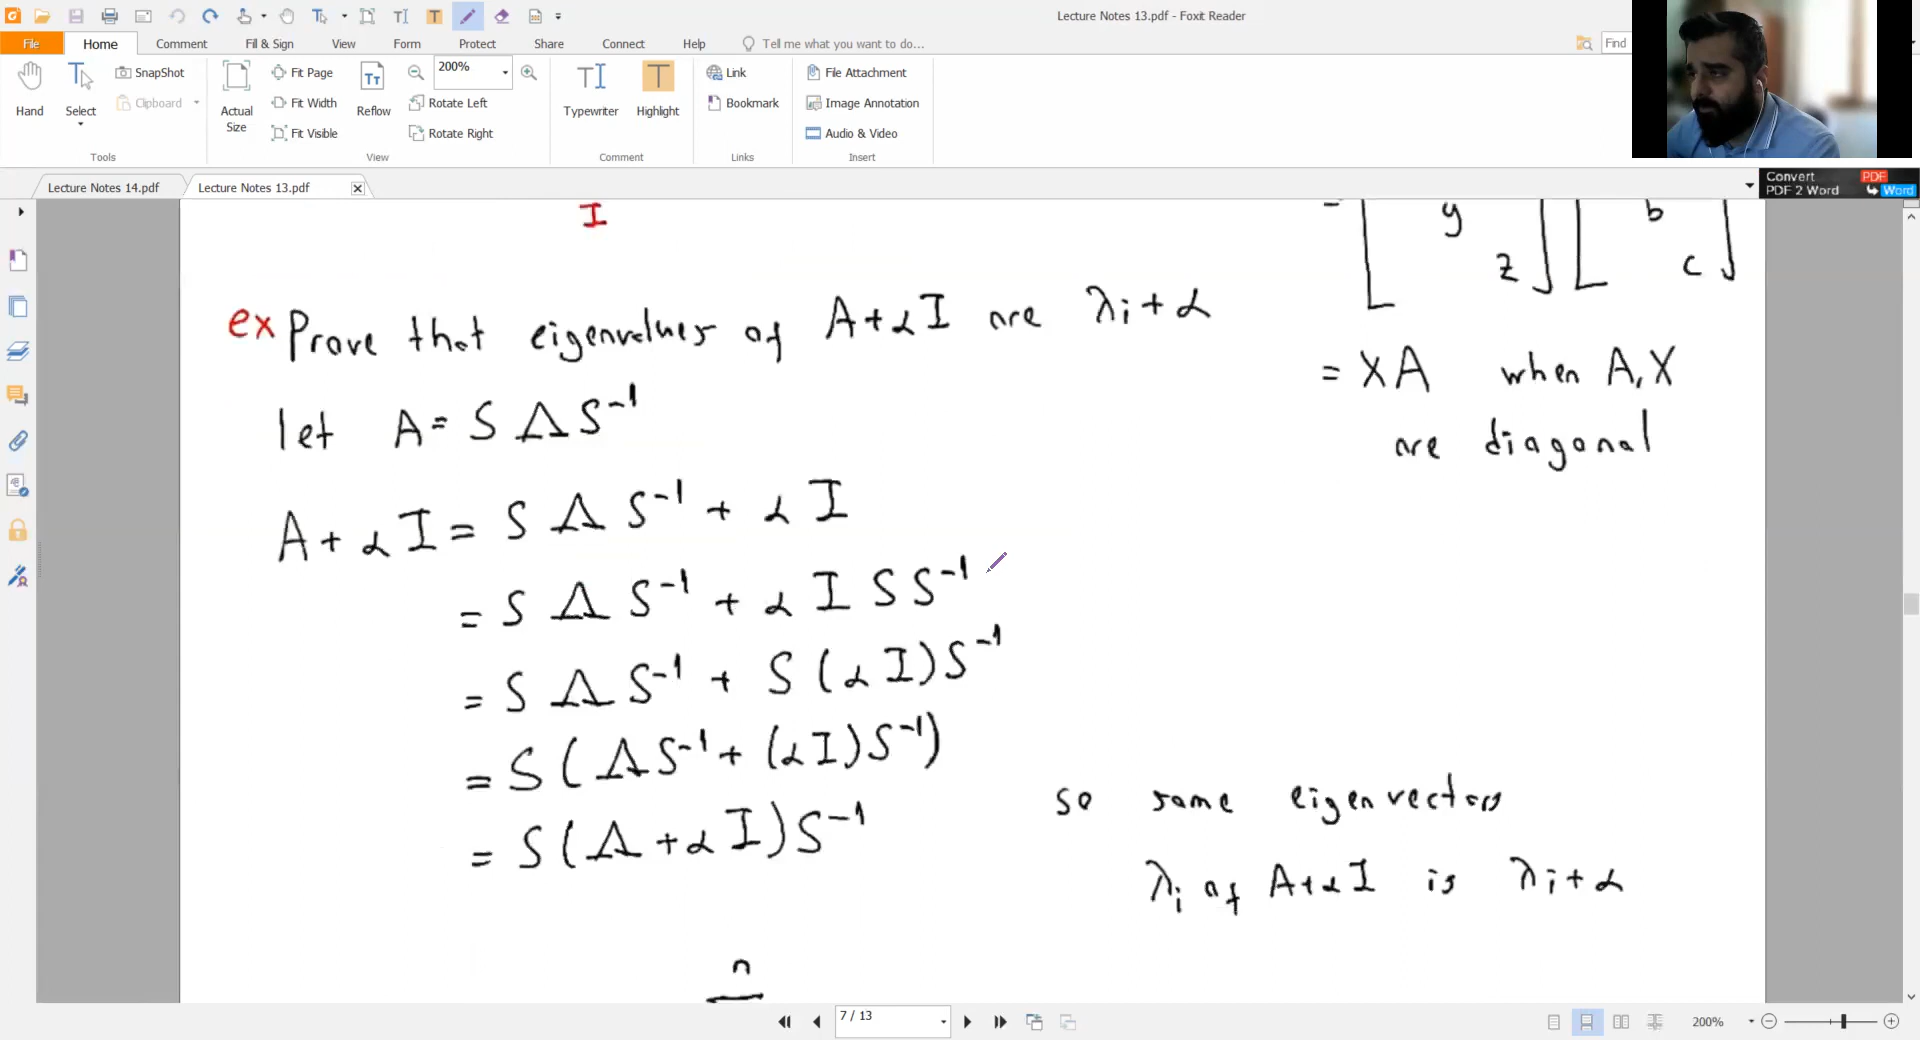 Lecture Notes 13.pdf - Foxit Reader
File Home Comment Fill & Sign View Form Protect Share Connect Help Tell me what you want to do... Find
Hand
Select
SnapShot
Clipboard
Tools
Actual Size
Fit Page
Fit Width
Fit Visible
Reflow
200%
Rotate Left
Rotate Right
View
Typewriter
Highlight
Comment
Link
Bookmark
Links
File Attachment
Image Annotation
Audio & Video
Insert
Lecture Notes 14.pdf Lecture Notes 13.pdf
Convert PDF
PDF 2 Word Word
I
= [ y z ] [ b c ]
ex Prove that eigenvalues of A+αI are λi+α
= XA when A,X
are diagonal
let A= S Λ S⁻¹
A+αI = S Λ S⁻¹ + α I
= S Λ S⁻¹ + α I S S⁻¹
= S Λ S⁻¹ + S (α I) S⁻¹
= S ( Λ S⁻¹ + (α I) S⁻¹)
= S ( Λ + α I) S⁻¹
so same eigenvectors
λi of A+αI is λi+α
n
7 / 13
200%